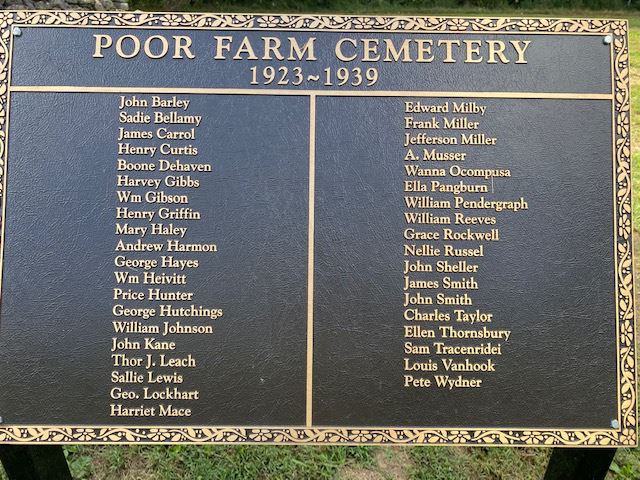 POOR FARM CEMETERY
1923~1939
John Barley
Sadie Bellamy
James Carrol
Henry Curtis
Boone Dehaven
Harvey Gibbs
Wm Gibson
Henry Griffin
Mary Haley
Andrew Harmon
George Hayes
Wm Heivitt
Price Hunter
George Hutchings
William Johnson
John Kane
Thor J. Leach
Sallie Lewis
Geo. Lockhart
Harriet Mace
Edward Milby
Frank Miller
Jefferson Miller
A. Musser
Wanna Ocompusa
Ella Pangburn
William Pendergraph
William Reeves
Grace Rockwell
Nellie Russel
John Sheller
James Smith
John Smith
Charles Taylor
Ellen Thornsbury
Sam Tracenridei
Louis Vanhook
Pete Wydner